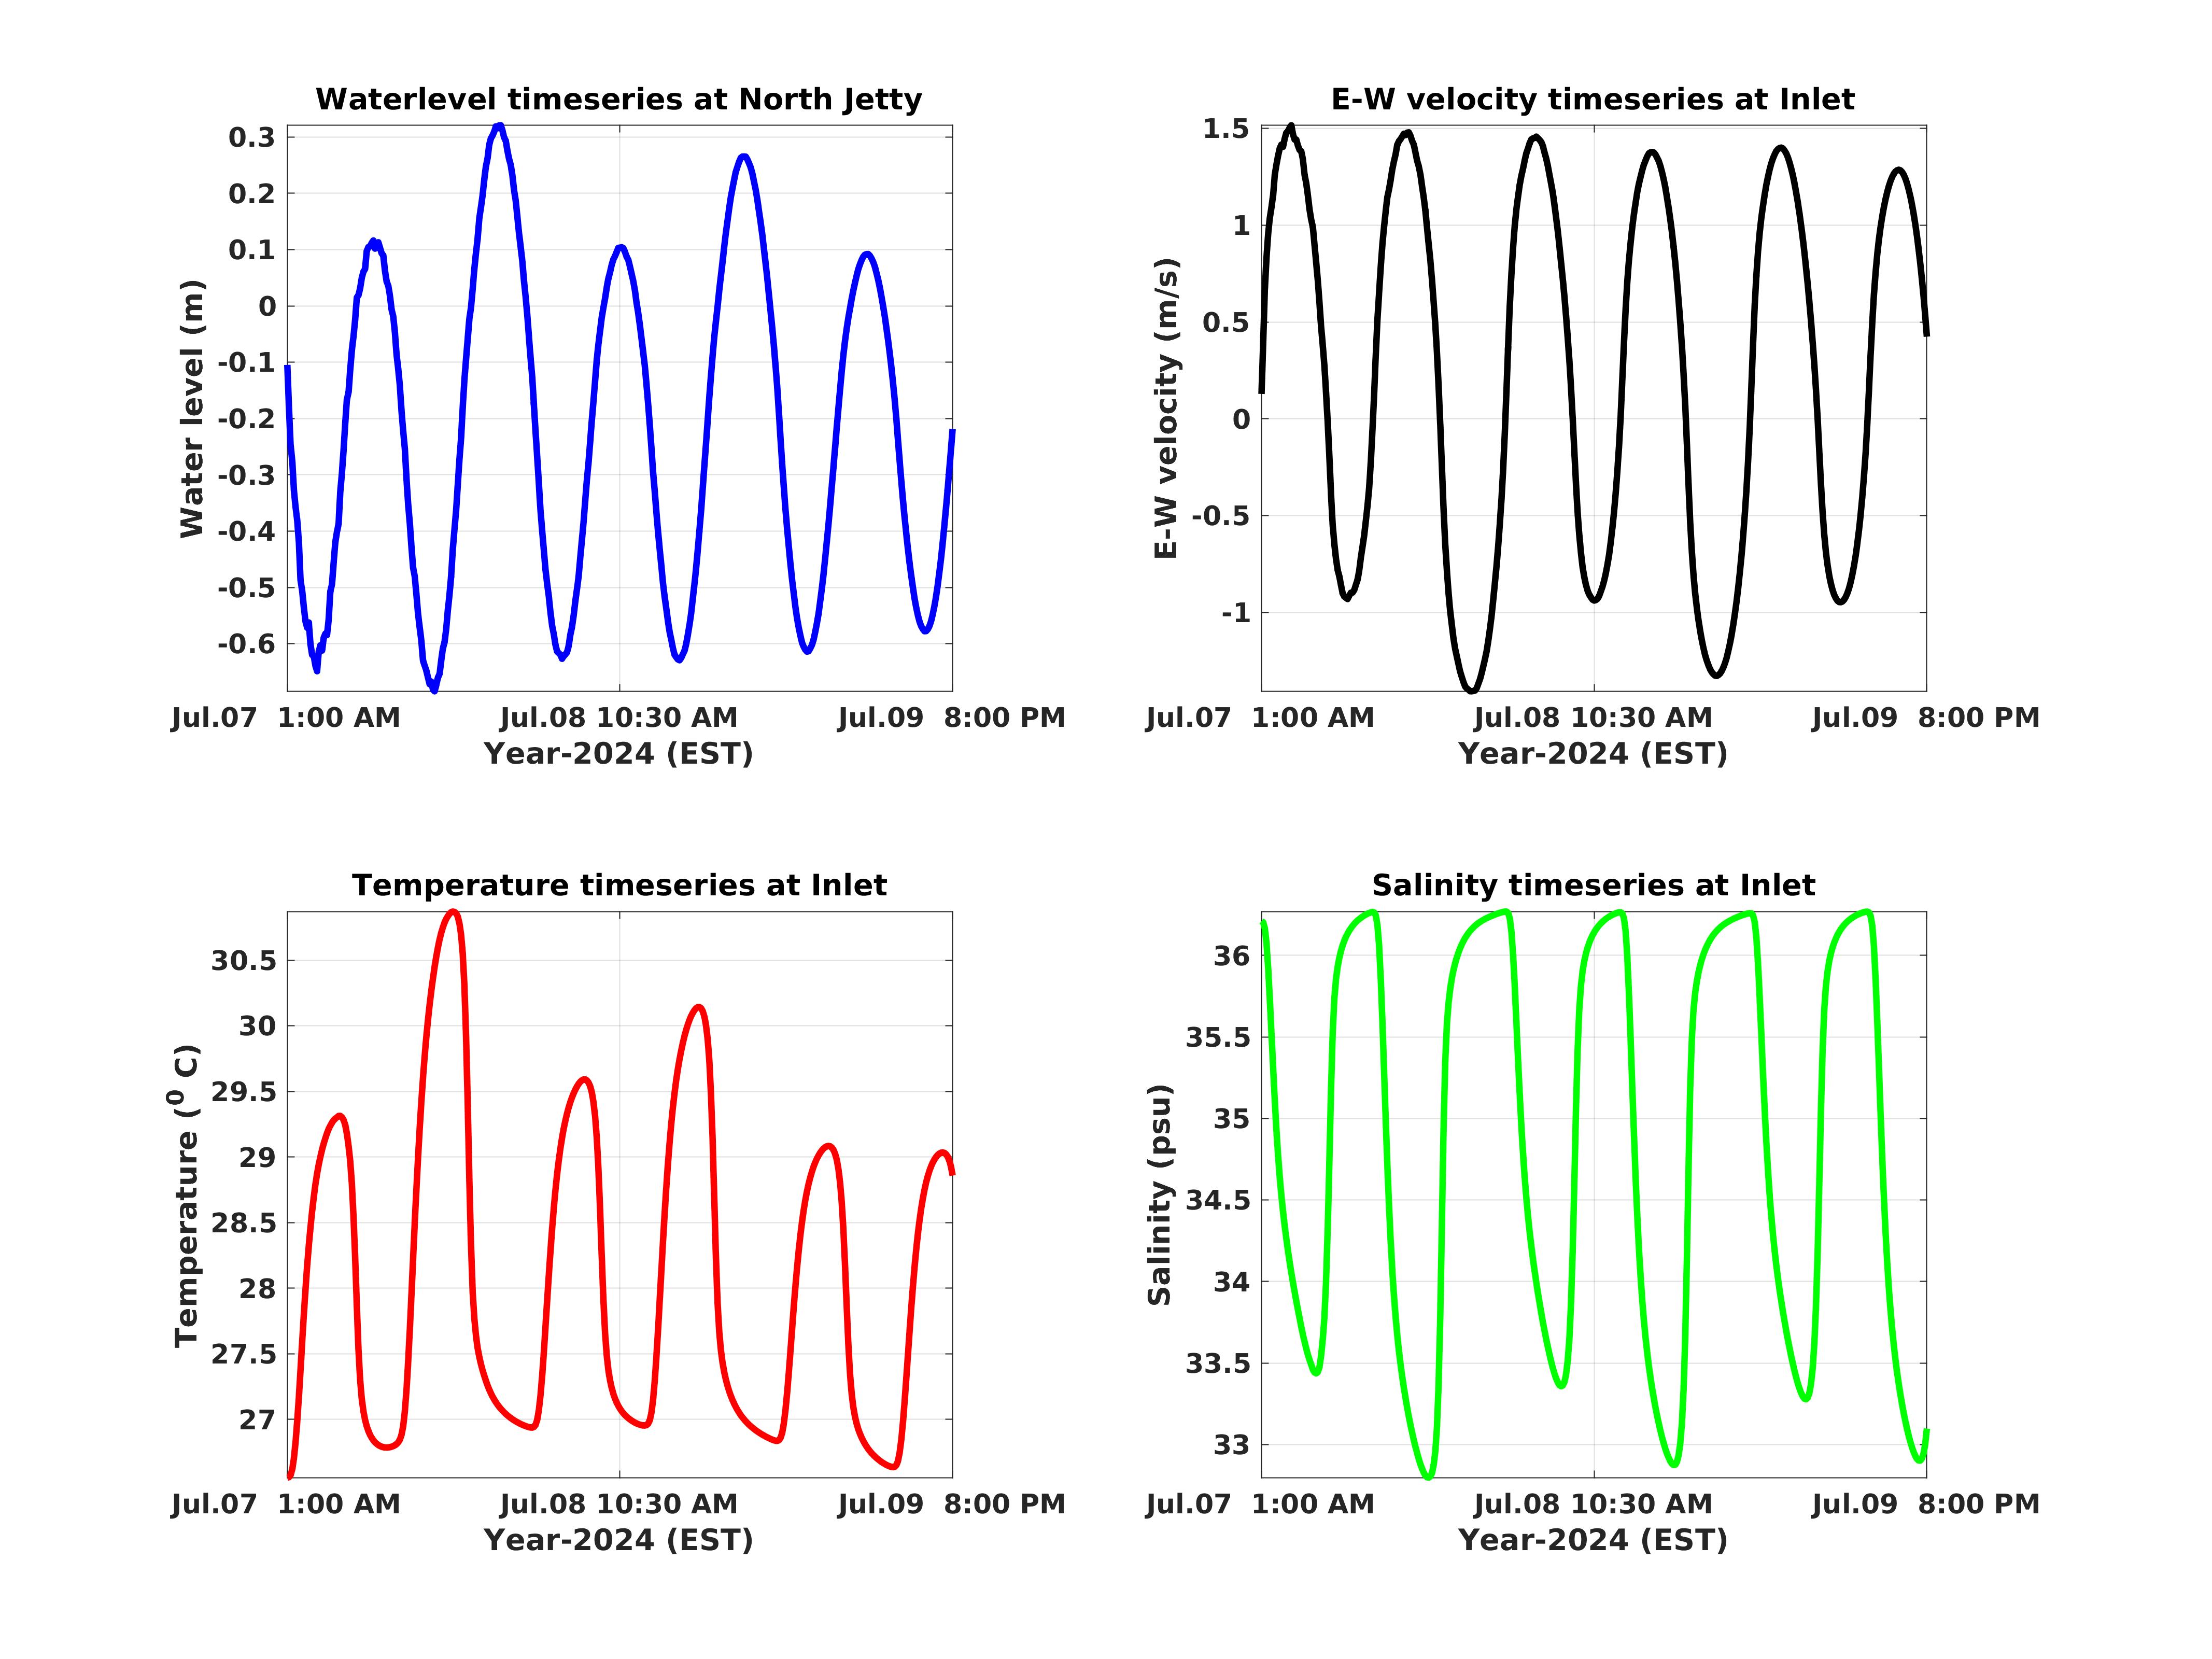 Waterlevel timeseries at North Jetty
0.3
0.2
0.1
0
-0.1
-0.2
-0.3
-0.4
-0.5
-0.6
Water level (m)
Jul.07 1:00 AM Jul.08 10:30 AM Jul.09 8:00 PM
Year-2024 (EST)
E-W velocity timeseries at Inlet
1.5
1
0.5
0
-0.5
-1
E-W velocity (m/s)
Jul.07 1:00 AM Jul.08 10:30 AM Jul.09 8:00 PM
Year-2024 (EST)
Temperature timeseries at Inlet
30.5
30
29.5
29
28.5
28
27.5
27
Temperature (⁰ C)
Jul.07 1:00 AM Jul.08 10:30 AM Jul.09 8:00 PM
Year-2024 (EST)
Salinity timeseries at Inlet
36
35.5
35
34.5
34
33.5
33
Salinity (psu)
Jul.07 1:00 AM Jul.08 10:30 AM Jul.09 8:00 PM
Year-2024 (EST)